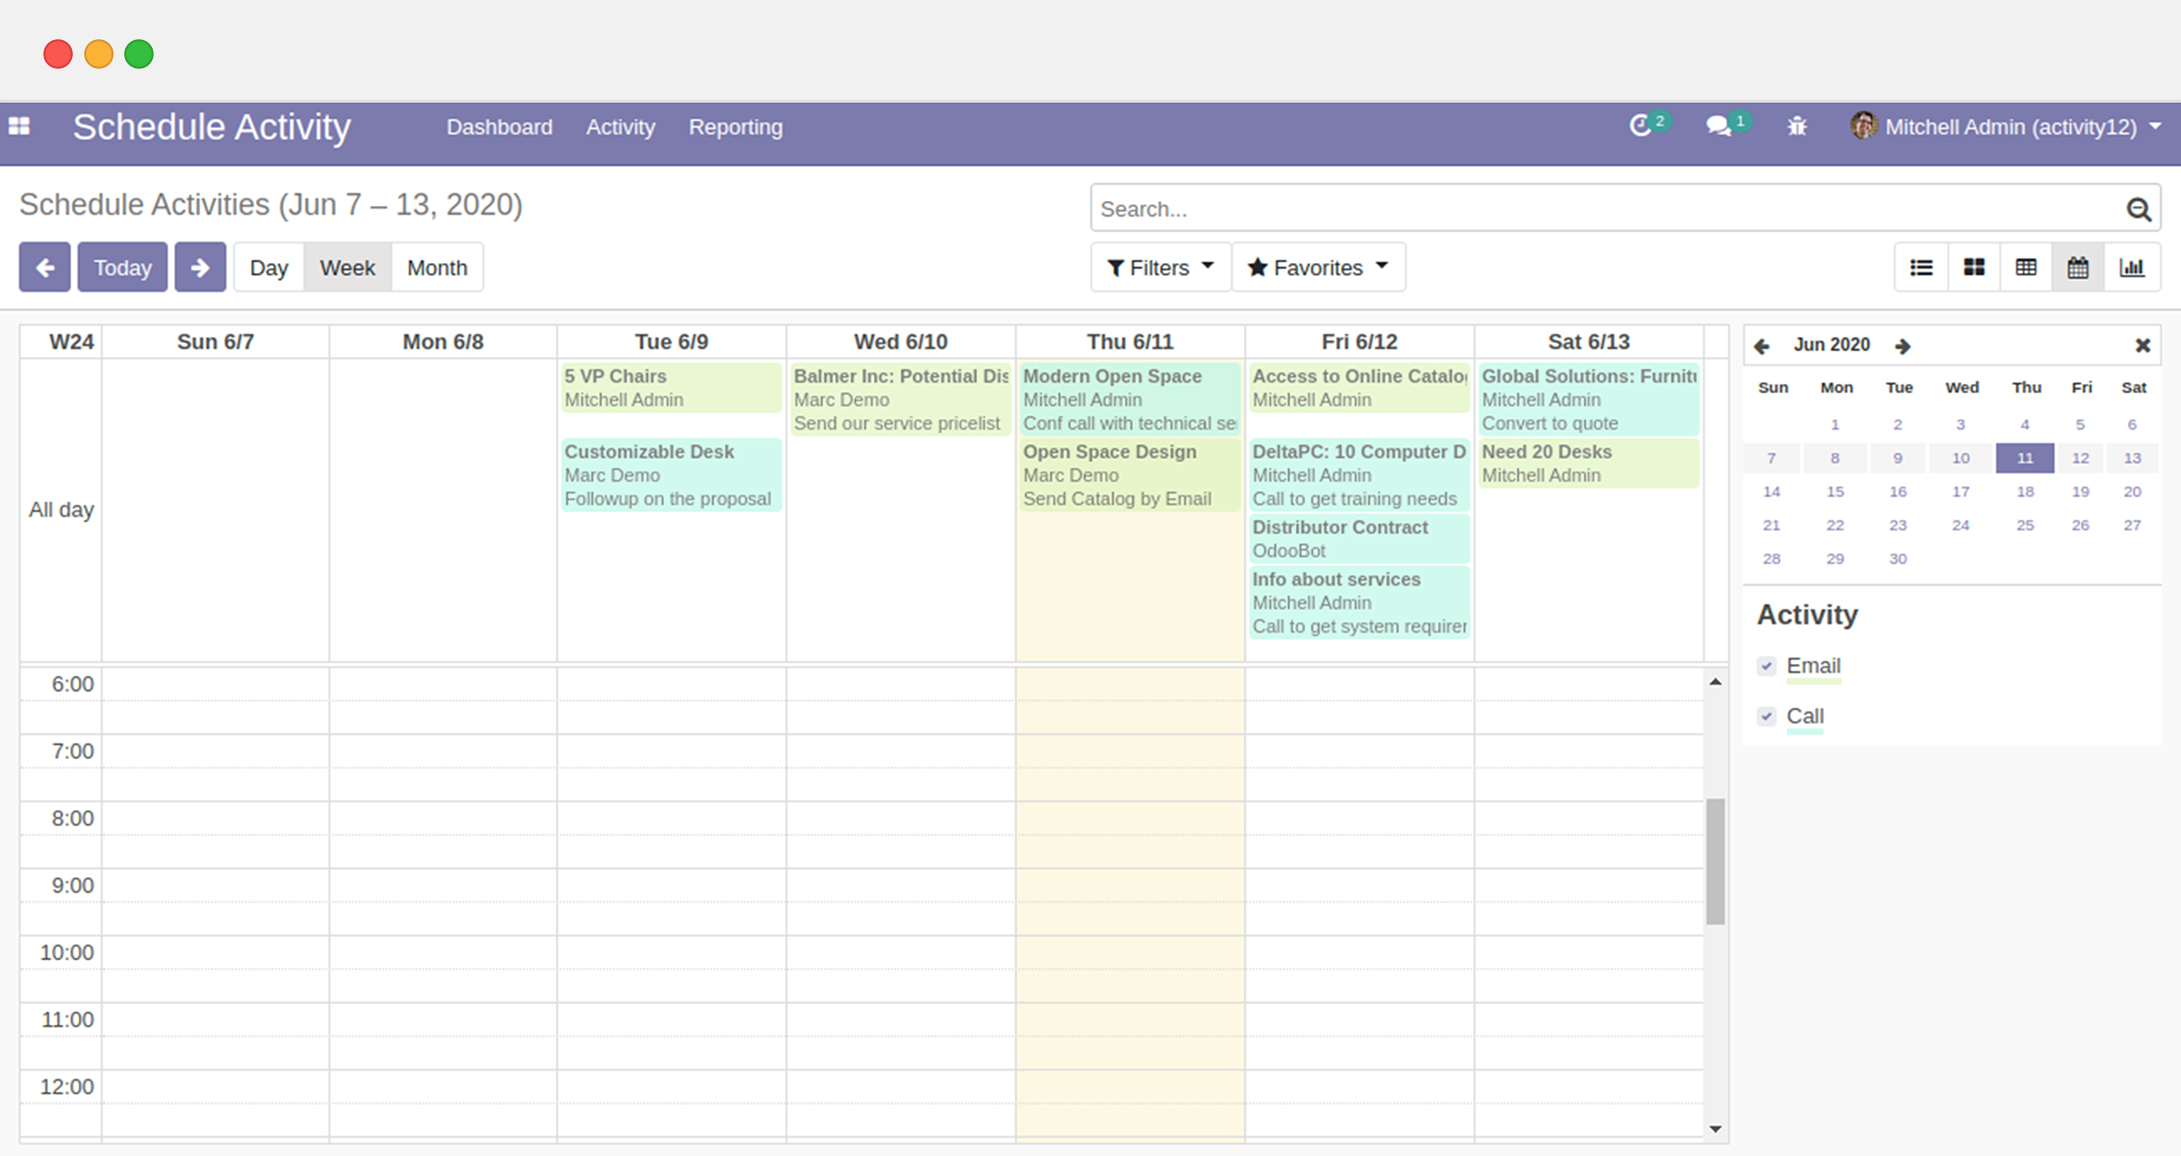 Schedule Activity
Dashboard Activity Reporting
2 1 Mitchell Admin (activity12)
Schedule Activities (Jun 7 – 13, 2020)
Search...
Today Day Week Month
Filters Favorites
W24 Sun 6/7 Mon 6/8 Tue 6/9 Wed 6/10 Thu 6/11 Fri 6/12 Sat 6/13
All day
5 VP Chairs
Mitchell Admin
Customizable Desk
Marc Demo
Followup on the proposal
Balmer Inc: Potential Dis
Marc Demo
Send our service pricelist
Modern Open Space
Mitchell Admin
Conf call with technical se
Open Space Design
Marc Demo
Send Catalog by Email
Access to Online Catalo
Mitchell Admin
DeltaPC: 10 Computer D
Mitchell Admin
Call to get training needs
Distributor Contract
OdooBot
Info about services
Mitchell Admin
Call to get system requirer
Global Solutions: Furnit
Mitchell Admin
Convert to quote
Need 20 Desks
Mitchell Admin
6:00
7:00
8:00
9:00
10:00
11:00
12:00
Jun 2020
Sun Mon Tue Wed Thu Fri Sat
1 2 3 4 5 6
7 8 9 10 11 12 13
14 15 16 17 18 19 20
21 22 23 24 25 26 27
28 29 30
Activity
Email
Call